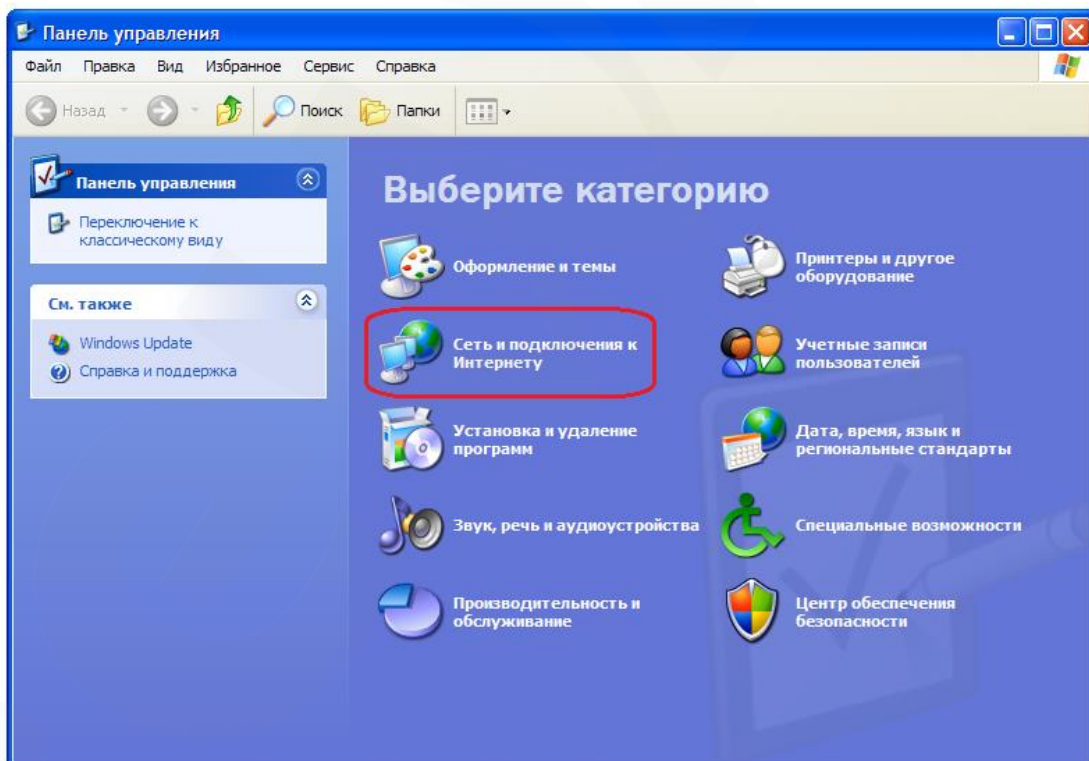 Панель управления
Файл Правка Вид Избранное Сервис Справка
Назад Поиск Папки
Панель управления
Переключение к
классическому виду
См. также
Windows Update
Справка и поддержка
Выберите категорию
Оформление и темы
Принтеры и другое
оборудование
Сеть и подключения к
Интернету
Учетные записи
пользователей
Установка и удаление
программ
Дата, время, язык и
региональные стандарты
Звук, речь и аудиоустройства
Специальные возможности
Производительность и
обслуживание
Центр обеспечения
безопасности